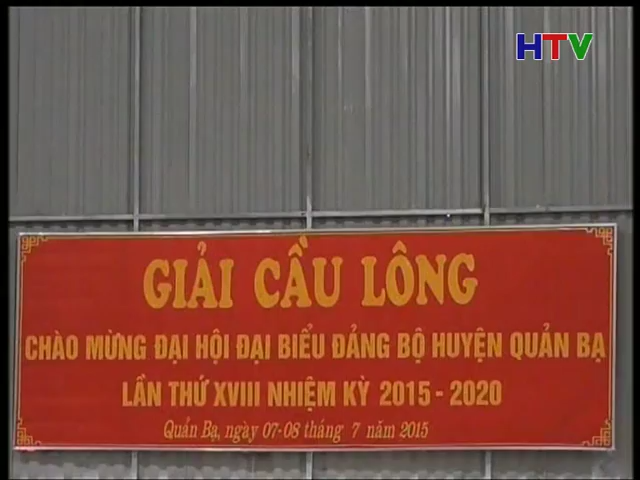 HTV
GIẢI CẦU LÔNG
CHÀO MỪNG ĐẠI HỘI ĐẠI BIỂU ĐẢNG BỘ HUYỆN QUẢN BẠ
LẦN THỨ XVIII NHIỆM KỲ 2015 - 2020
Quản Bạ, ngày 07-08 tháng 7 năm 2015